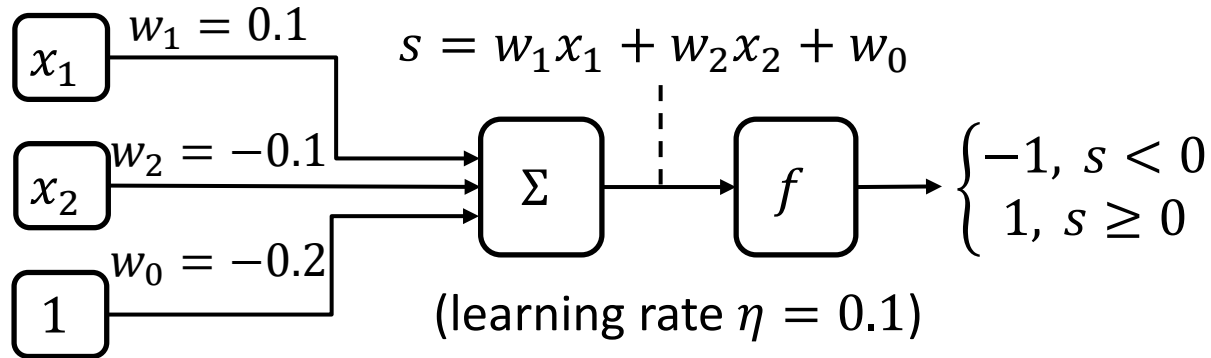 x₁
w₁ = 0.1
s = w₁x₁ + w₂x₂ + w₀
x₂
w₂ = −0.1
Σ
f
−1, s < 0
1, s ≥ 0
1
w₀ = −0.2
(learning rate η = 0.1)